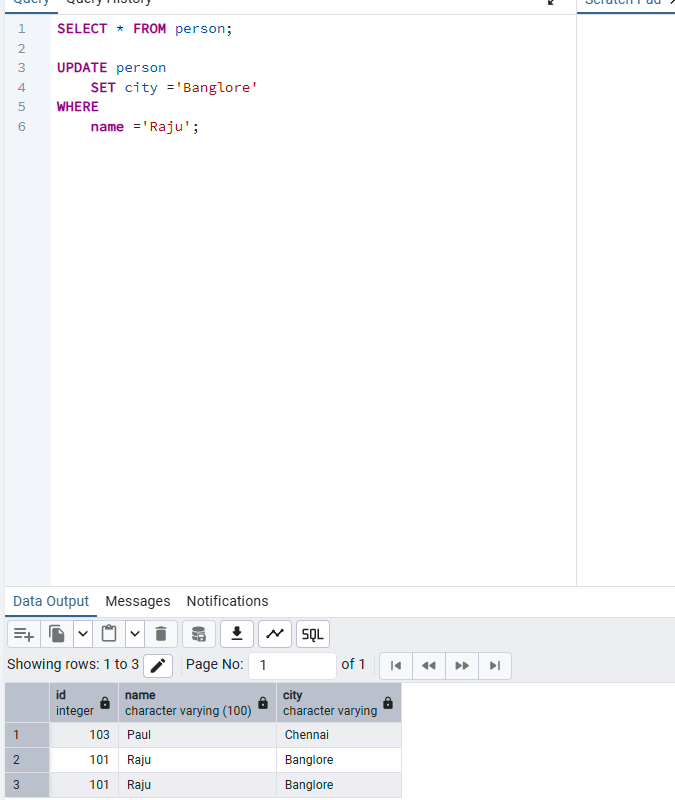 Query Query History Scratch Pad
1 SELECT * FROM person;
2
3 UPDATE person
4 SET city ='Banglore'
5 WHERE
6 name ='Raju';
Data Output Messages Notifications
SQL
Showing rows: 1 to 3 Page No: 1 of 1
id name city
integer character varying (100) character varying
1 103 Paul Chennai
2 101 Raju Banglore
3 101 Raju Banglore